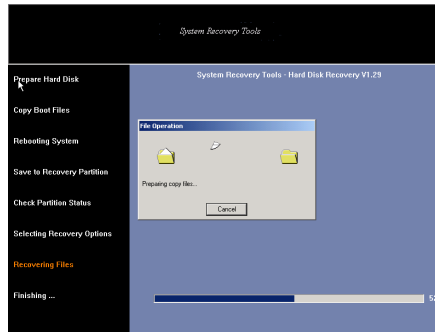 System Recovery Tools
Prepare Hard Disk
System Recovery Tools - Hard Disk Recovery V1.29
Copy Boot Files
File Operation
Rebooting System
Save to Recovery Partition
Preparing copy files...
Cancel
Check Partition Status
Selecting Recovery Options
Recovering Files
Finishing ...